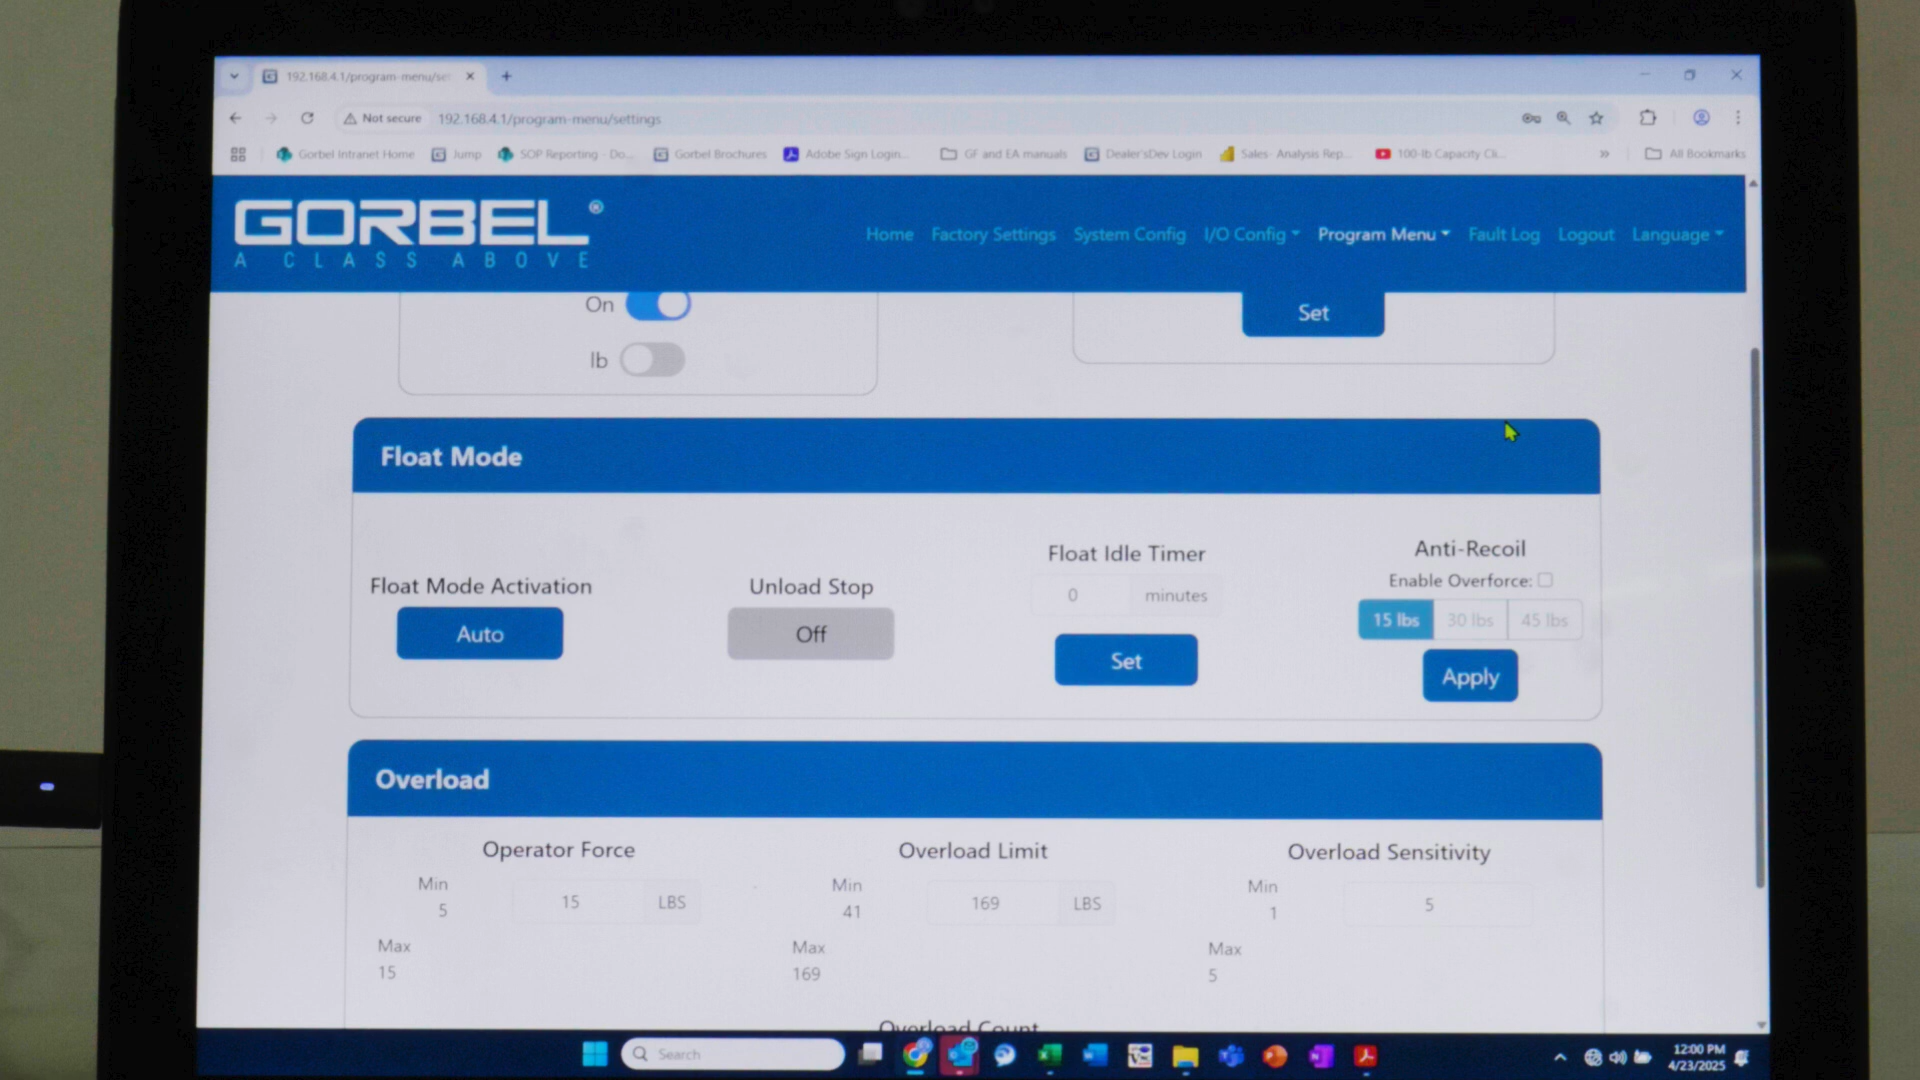 192.168.4.1/program-menu/se
Not secure
192.168.4.1/program-menu/settings
Gorbel Intranet Home
Jump
SOP Reporting - Do...
Gorbel Brochures
Adobe Sign Login...
GF and EA manuals
Dealer'sDev Login
Sales- Analysis Rep...
100-lb Capacity Cli...
»
All Bookmarks
GORBEL®
A CLASS ABOVE
Home
Factory Settings
System Config
I/O Config
Program Menu
Fault Log
Logout
Language
On
lb
Set
Float Mode
Float Mode Activation
Auto
Unload Stop
Off
Float Idle Timer
0 minutes
Set
Anti-Recoil
Enable Overforce:
15 lbs 30 lbs 45 lbs
Apply
Overload
Operator Force
Min
5
15 LBS
Max
15
Overload Limit
Min
41
169 LBS
Max
169
Overload Sensitivity
Min
1
5
Max
5
Overload Count
Search
12:00 PM
4/23/2025